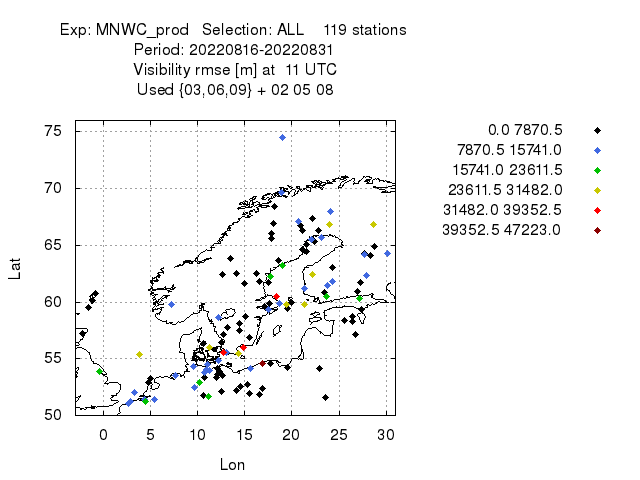 Exp: MNWC_prod Selection: ALL 119 stations
Period: 20220816-20220831
Visibility rmse [m] at 11 UTC
Used {03,06,09} + 02 05 08
0.0 7870.5
7870.5 15741.0
15741.0 23611.5
23611.5 31482.0
31482.0 39352.5
39352.5 47223.0
75
70
65
60
55
50
Lat
0 5 10 15 20 25 30
Lon